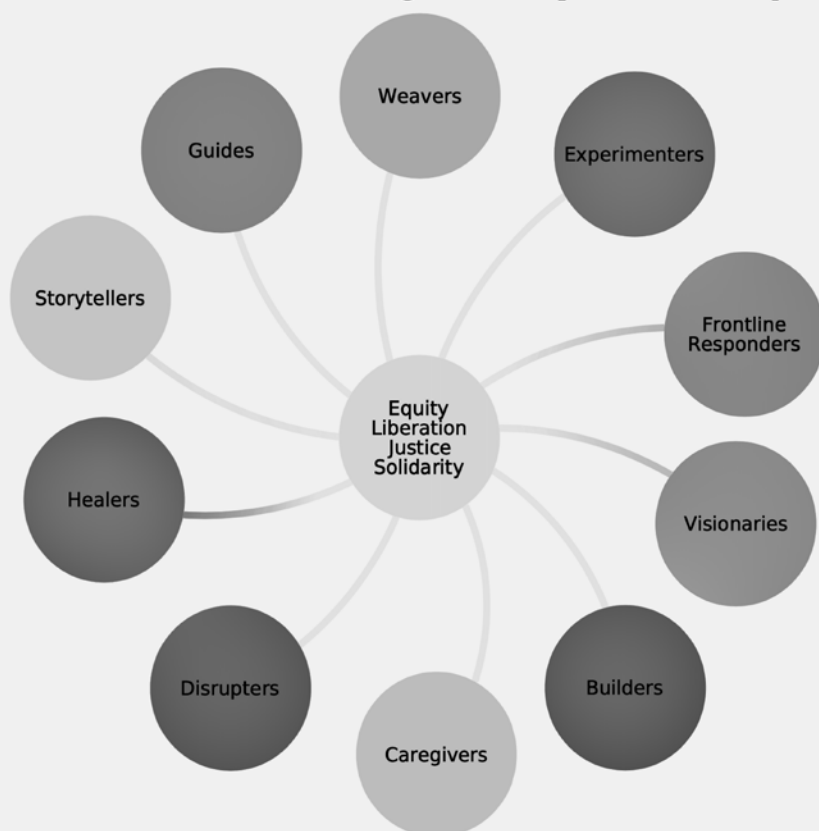 Weavers
Guides
Experimenters
Storytellers
Frontline
Responders
Equity
Liberation
Justice
Solidarity
Healers
Visionaries
Disrupters
Builders
Caregivers